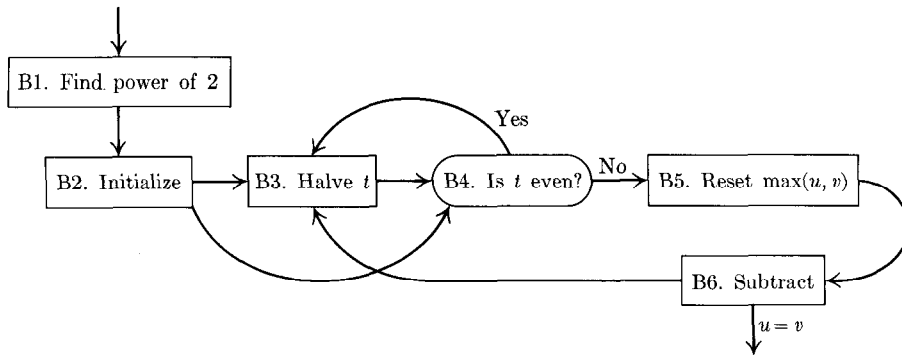 B1. Find power of 2
Yes
B2. Initialize
B3. Halve t
B4. Is t even?
No
B5. Reset max(u, v)
B6. Subtract
u = v